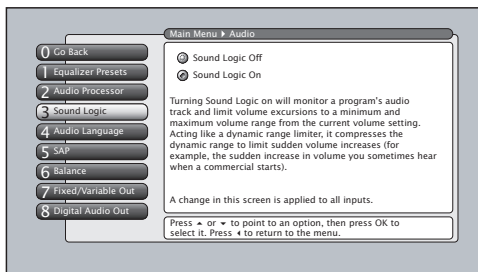 Main Menu ▸ Audio
0 Go Back
1 Equalizer Presets
2 Audio Processor
3 Sound Logic
4 Audio Language
5 SAP
6 Balance
7 Fixed/Variable Out
8 Digital Audio Out
Sound Logic Off
Sound Logic On
Turning Sound Logic on will monitor a program's audio
track and limit volume excursions to a minimum and
maximum volume range from the current volume setting.
Acting like a dynamic range limiter, it compresses the
dynamic range to limit sudden volume increases (for
example, the sudden increase in volume you sometimes hear
when a commercial starts).
A change in this screen is applied to all inputs.
Press ▴ or ▾ to point to an option, then press OK to
select it. Press ◂ to return to the menu.